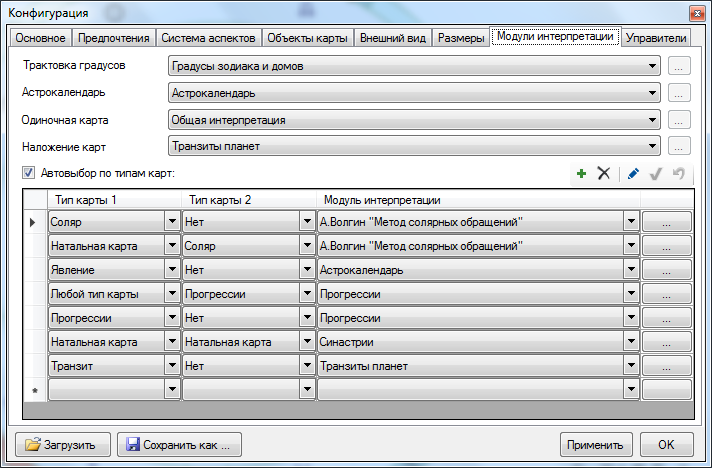 Конфигурация
Основное Предпочтения Система аспектов Объекты карты Внешний вид Размеры Модули интерпретации Управители
Трактовка градусов Градусы зодиака и домов ...
Астрокалендарь Астрокалендарь ...
Одиночная карта Общая интерпретация ...
Наложение карт Транзиты планет ...
Автовыбор по типам карт:
Тип карты 1 Тип карты 2 Модуль интерпретации
Соляр Нет А.Волгин "Метод солярных обращений" ...
Натальная карта Соляр А.Волгин "Метод солярных обращений" ...
Явление Нет Астрокалендарь ...
Любой тип карты Прогрессии Прогрессии ...
Прогрессии Нет Прогрессии ...
Натальная карта Натальная карта Синастрии ...
Транзит Нет Транзиты планет ...
*
Загрузить Сохранить как ... Применить OK